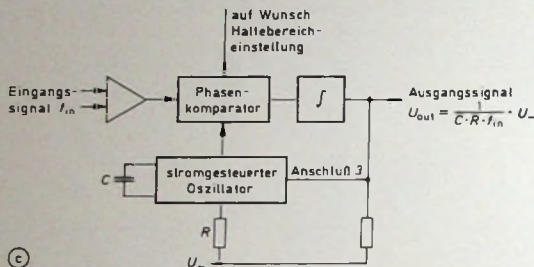 auf Wunsch
Haltebereich-
einstellung
Eingangs-
signal f_in
Phasen-
komparator
∫
Ausgangssignal
U_out = 1/(C·R·f_in) · U_–
C
stromgesteuerter
Oszillator
Anschluß 3
R
U_–
c